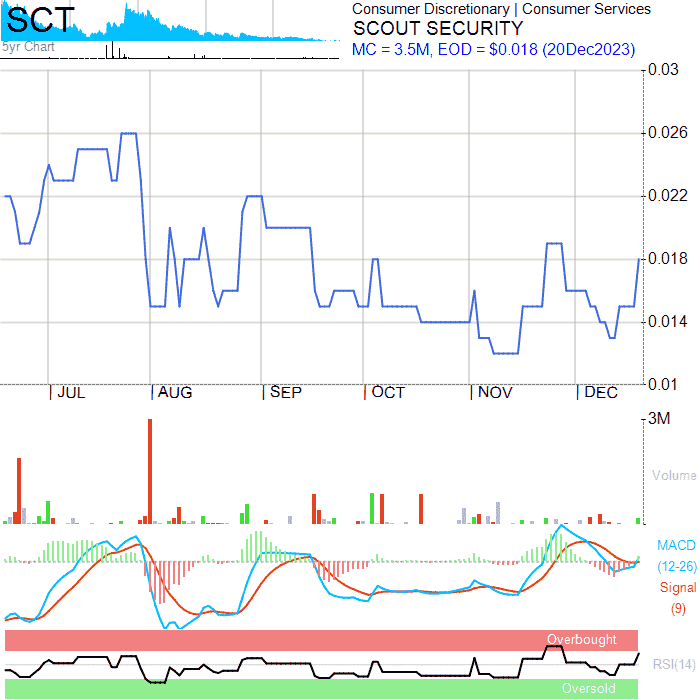 SCT
5yr Chart
Consumer Discretionary | Consumer Services
SCOUT SECURITY
MC = 3.5M, EOD = $0.018 (20Dec2023)
0.03
0.026
0.022
0.018
0.014
0.01
JUL
AUG
SEP
OCT
NOV
DEC
3M
Volume
MACD
(12-26)
Signal
(9)
Overbought
RSI(14)
Oversold